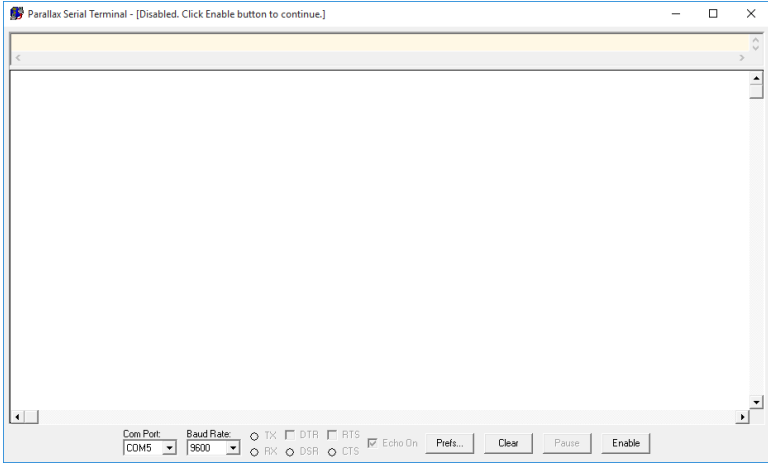 Parallax Serial Terminal - [Disabled. Click Enable button to continue.]
Com Port: Baud Rate: TX DTR RTS
COM5 9600 RX DSR CTS Echo On Prefs... Clear Pause Enable